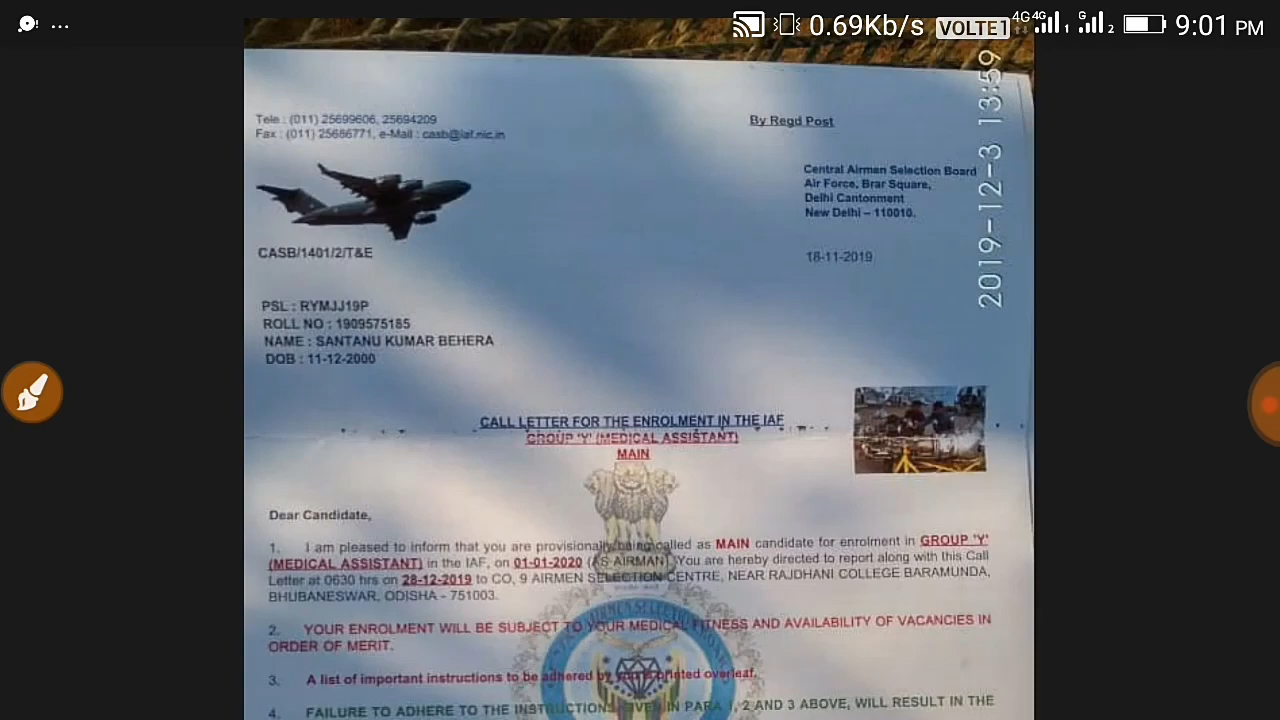 0.69Kb/s VOLTE1 4G 4G 1 G 2 9:01 PM
2019-12-3 13:59
Tele : (011) 25699606, 25694209
Fax : (011) 25686771, e-Mail : casb@iaf.nic.in
By Regd Post
Central Airman Selection Board
Air Force, Brar Square,
Delhi Cantonment
New Delhi – 110010.
CASB/1401/2/T&E
18-11-2019
PSL : RYMJJ19P
ROLL NO : 1909575185
NAME : SANTANU KUMAR BEHERA
DOB : 11-12-2000
CALL LETTER FOR THE ENROLMENT IN THE IAF
GROUP 'Y' (MEDICAL ASSISTANT)
MAIN
Dear Candidate,
1. I am pleased to inform that you are provisionally being called as MAIN candidate for enrolment in GROUP 'Y'
(MEDICAL ASSISTANT) in the IAF, on 01-01-2020 (AS AIRMAN). You are hereby directed to report along with this Call
Letter at 0630 hrs on 28-12-2019 to CO, 9 AIRMEN SELECTION CENTRE, NEAR RAJDHANI COLLEGE BARAMUNDA,
BHUBANESWAR, ODISHA - 751003.
2. YOUR ENROLMENT WILL BE SUBJECT TO YOUR MEDICAL FITNESS AND AVAILABILITY OF VACANCIES IN
ORDER OF MERIT.
3. A list of important instructions to be adhered by you is printed overleaf.
4. FAILURE TO ADHERE TO THE INSTRUCTIONS GIVEN IN PARA 1, 2 AND 3 ABOVE, WILL RESULT IN THE